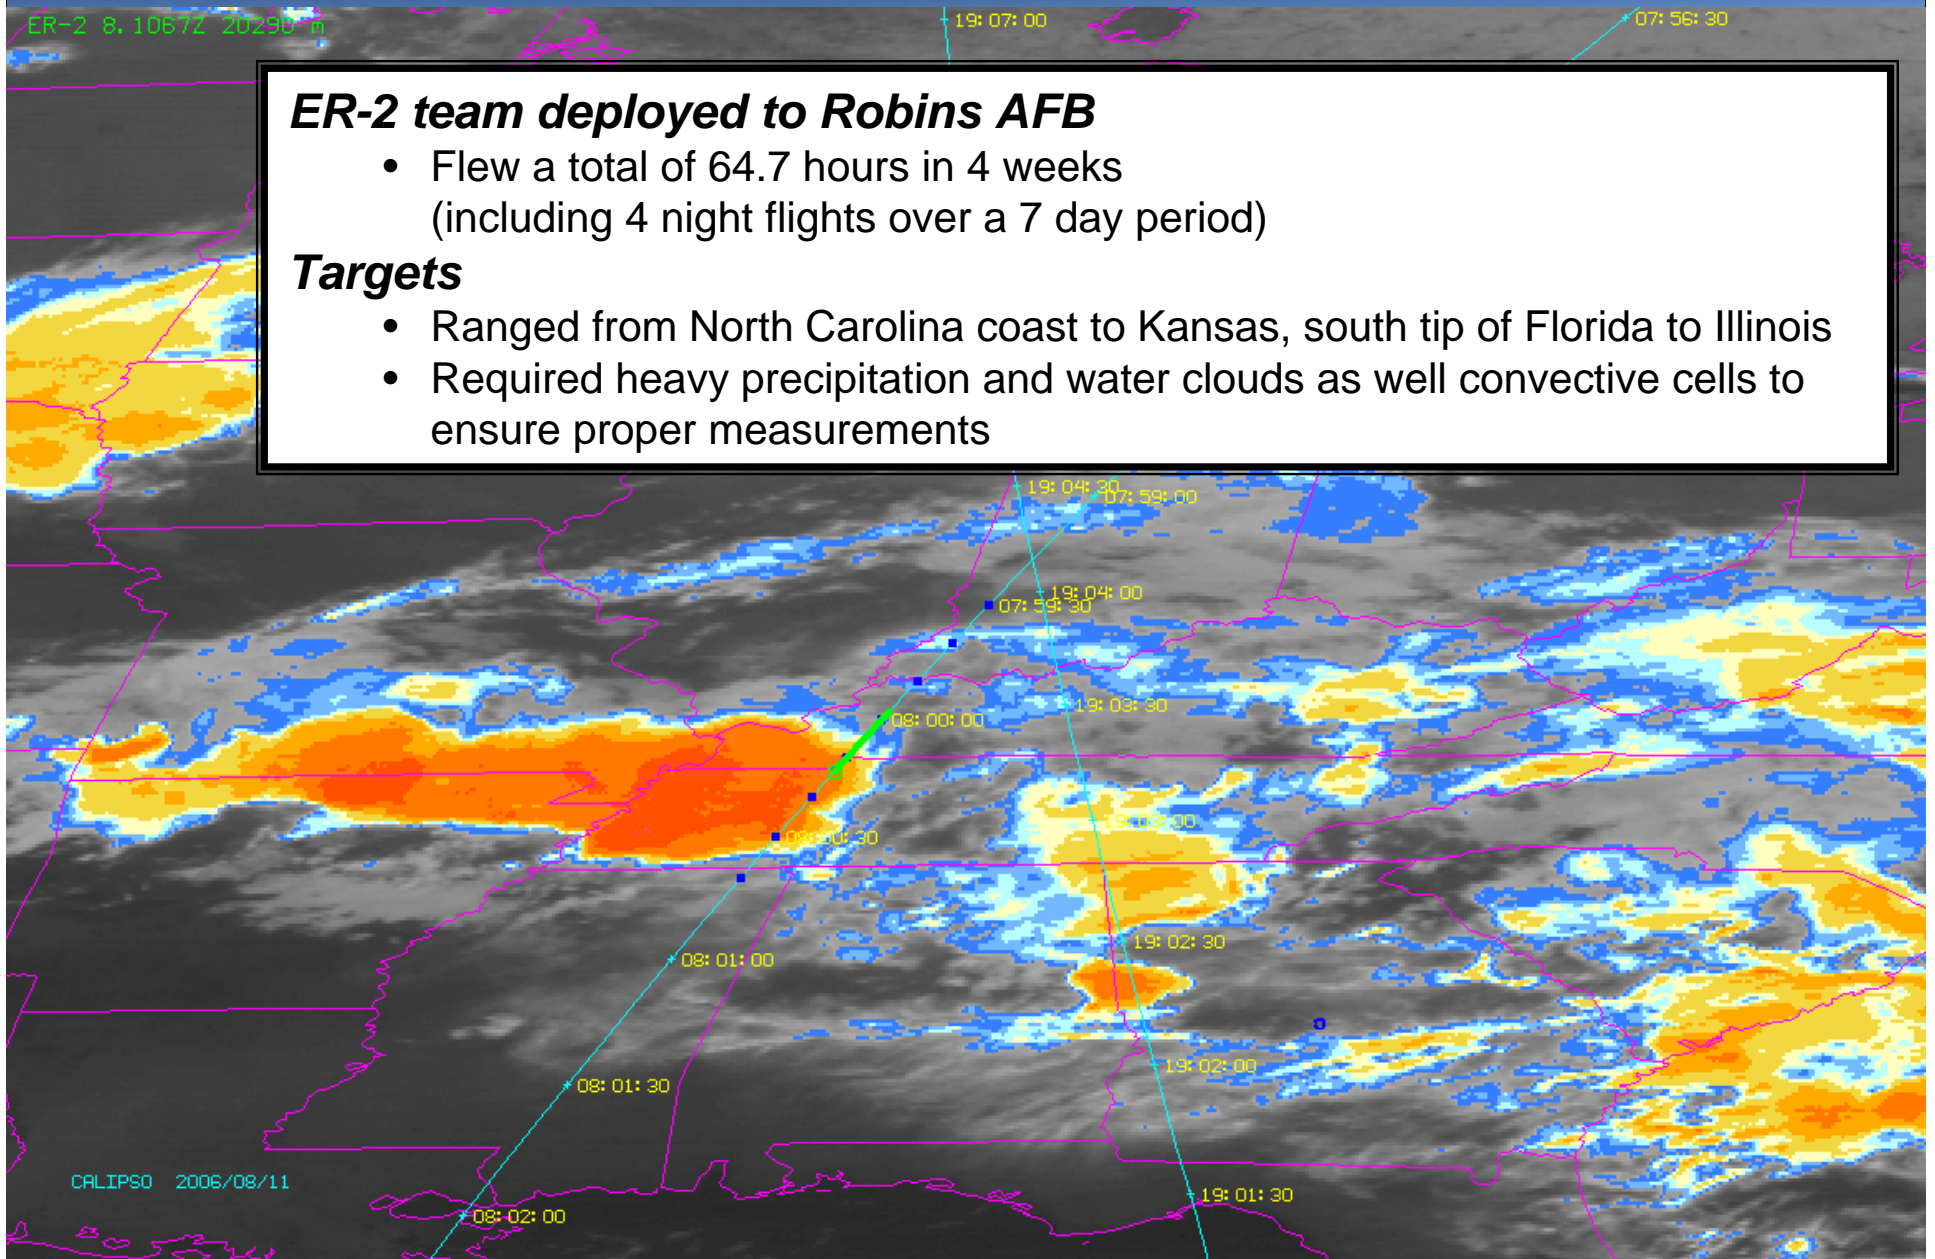 ER-2 8.1067Z 20290 m
19:07:00
07:56:30
ER-2 team deployed to Robins AFB
• Flew a total of 64.7 hours in 4 weeks
(including 4 night flights over a 7 day period)
Targets
• Ranged from North Carolina coast to Kansas, south tip of Florida to Illinois
• Required heavy precipitation and water clouds as well convective cells to
ensure proper measurements
19:04:30
07:59:00
19:04:00
07:59:30
19:03:30
08:00:00
19:03:00
08:00:30
19:02:30
08:01:00
19:02:00
08:01:30
CALIPSO 2006/08/11
19:01:30
08:02:00